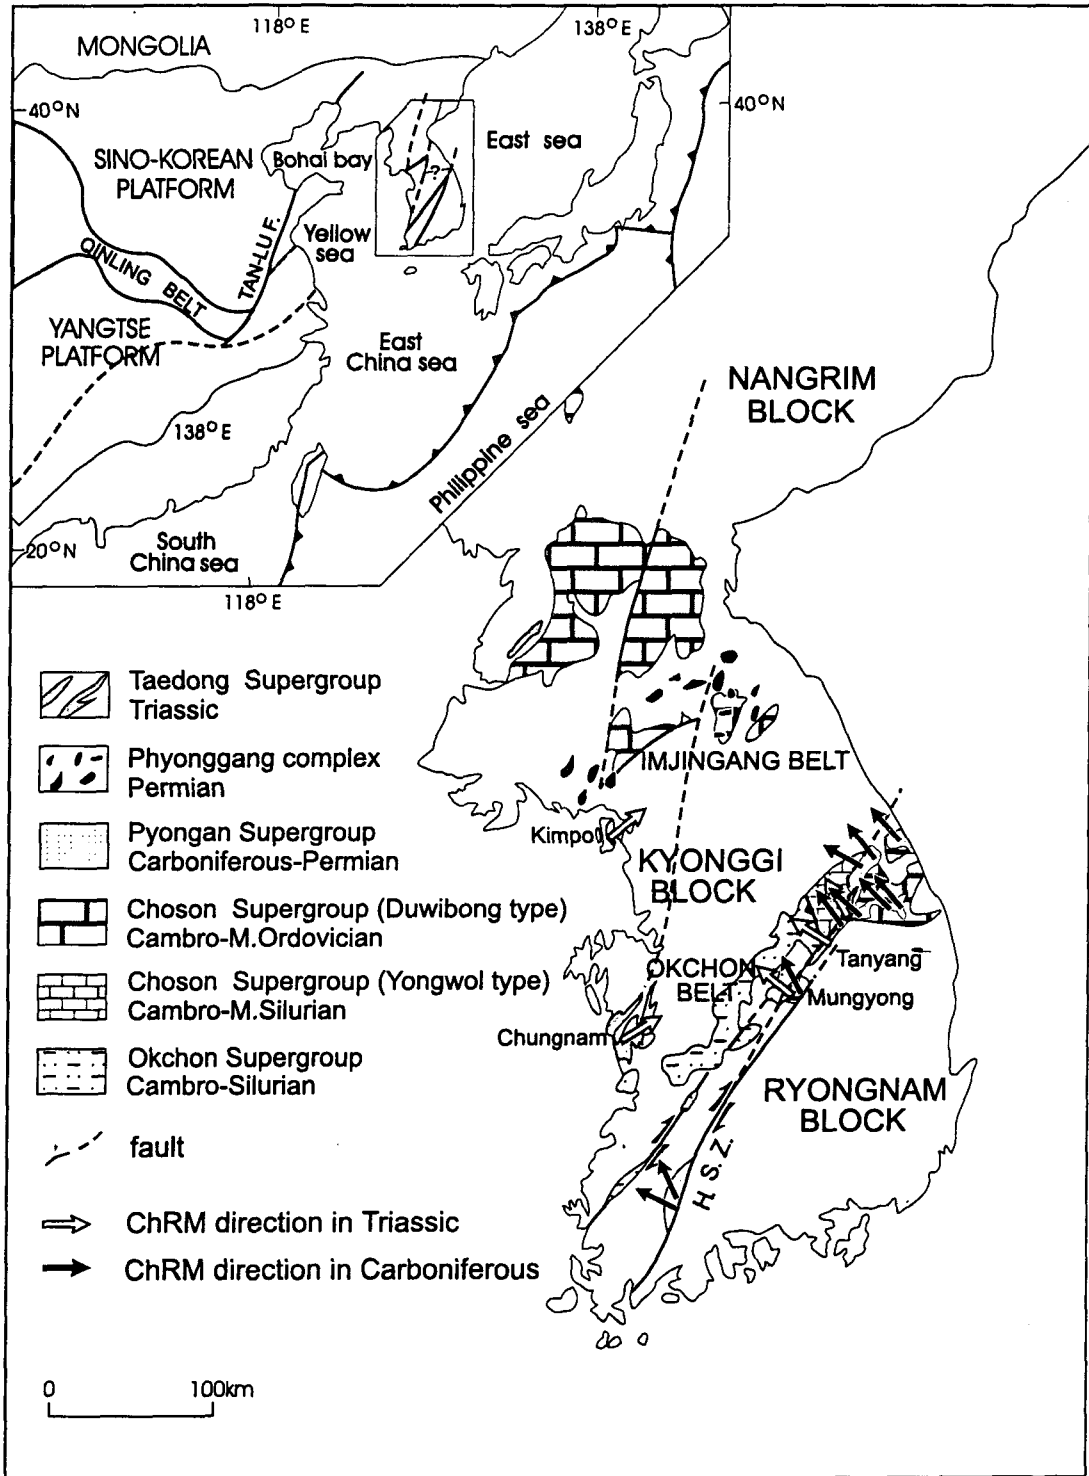 118°E
138°E
MONGOLIA
40°N
40°N
SINO-KOREAN
PLATFORM
Bohai bay
East sea
?
Yellow
sea
TAN-LU F.
QINLING BELT
YANGTSE
PLATFORM
East
China sea
138°E
Philippine sea
20°N
South
China sea
118°E
NANGRIM
BLOCK
Taedong Supergroup
Triassic
Phyonggang complex
Permian
Pyongan Supergroup
Carboniferous-Permian
Choson Supergroup (Duwibong type)
Cambro-M.Ordovician
Choson Supergroup (Yongwol type)
Cambro-M.Silurian
Okchon Supergroup
Cambro-Silurian
fault
ChRM direction in Triassic
ChRM direction in Carboniferous
0 100km
IMJINGANG BELT
Kimpo
KYONGGI
BLOCK
OKCHON
BELT
Tanyang
Mungyong
Chungnam
RYONGNAM
BLOCK
H. S. Z.